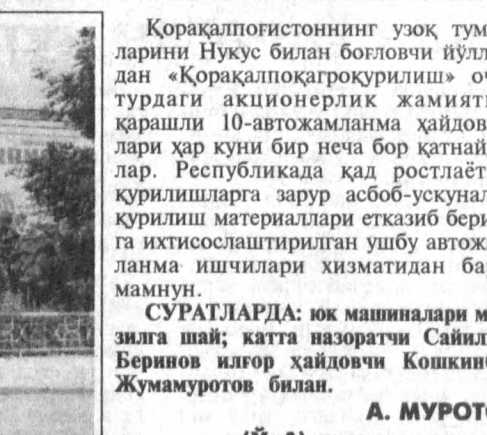 Қорақалпоғистоннинг узоқ тум
ларини Нукус билан боғловчи йўлл
дан «Қорақалпоқагроқурилиш» оч
турдаги акционерлик жамияти
қарашли 10-автожамланма ҳайдов
лари ҳар куни бир неча бор қатнай
лар. Республикада қад ростлаёт
қурилишларга зарур асбоб-ускунал
қурилиш материаллари етказиб бери
га ихтисослаштирилган ушбу автож
ланма ишчилари хизматидан ба
мамнун.
СУРАТЛАРДА: юк машиналари м
зилга шай; катта назоратчи Сайил
Беринов илғор ҳайдовчи Кошкинб
Жумамуротов билан.
А. МУРОТО